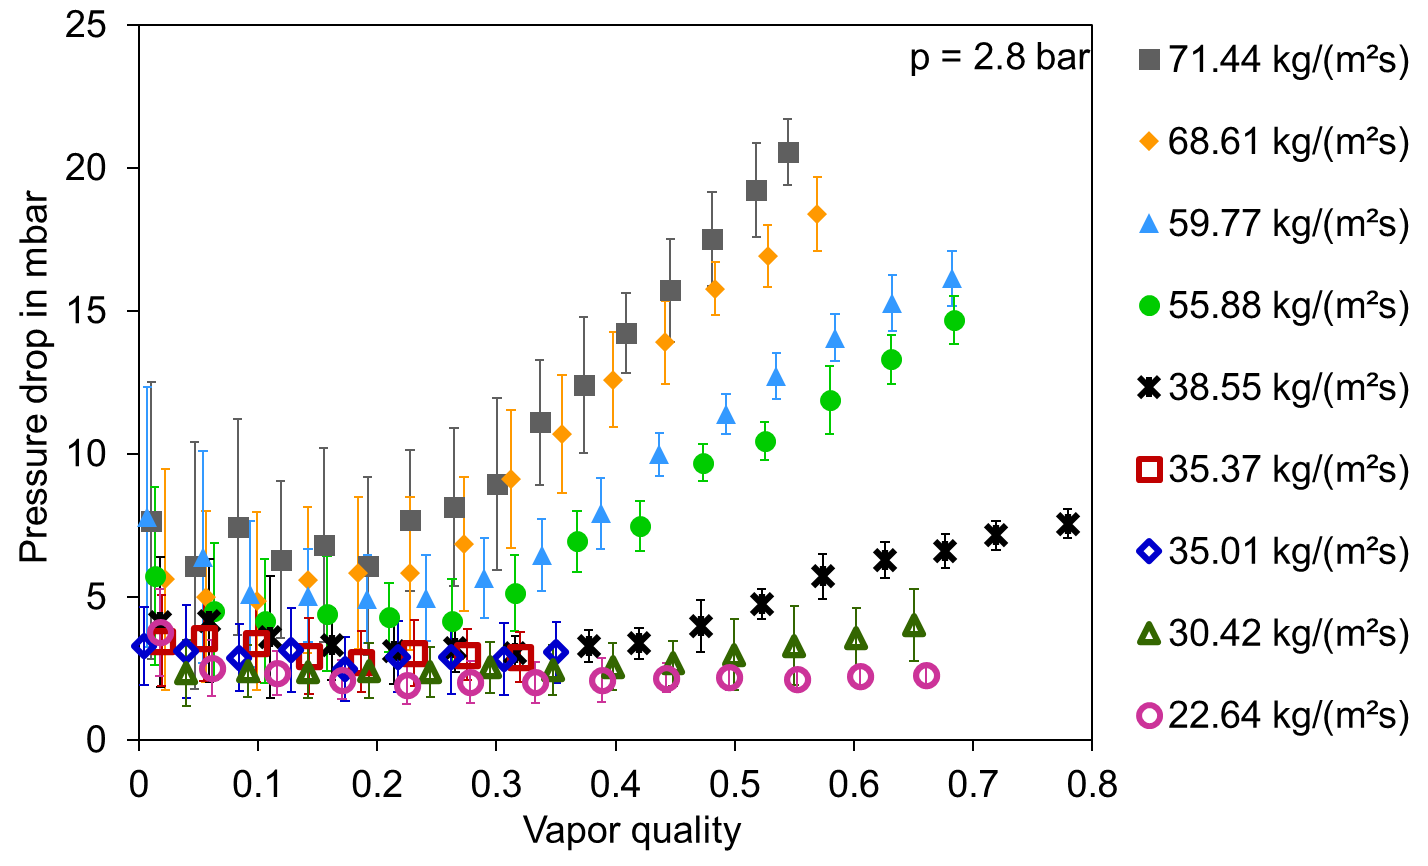 25
20
15
10
5
0
Pressure drop in mbar
p = 2.8 bar
0 0.1 0.2 0.3 0.4 0.5 0.6 0.7 0.8
Vapor quality
71.44 kg/(m²s)
68.61 kg/(m²s)
59.77 kg/(m²s)
55.88 kg/(m²s)
38.55 kg/(m²s)
35.37 kg/(m²s)
35.01 kg/(m²s)
30.42 kg/(m²s)
22.64 kg/(m²s)